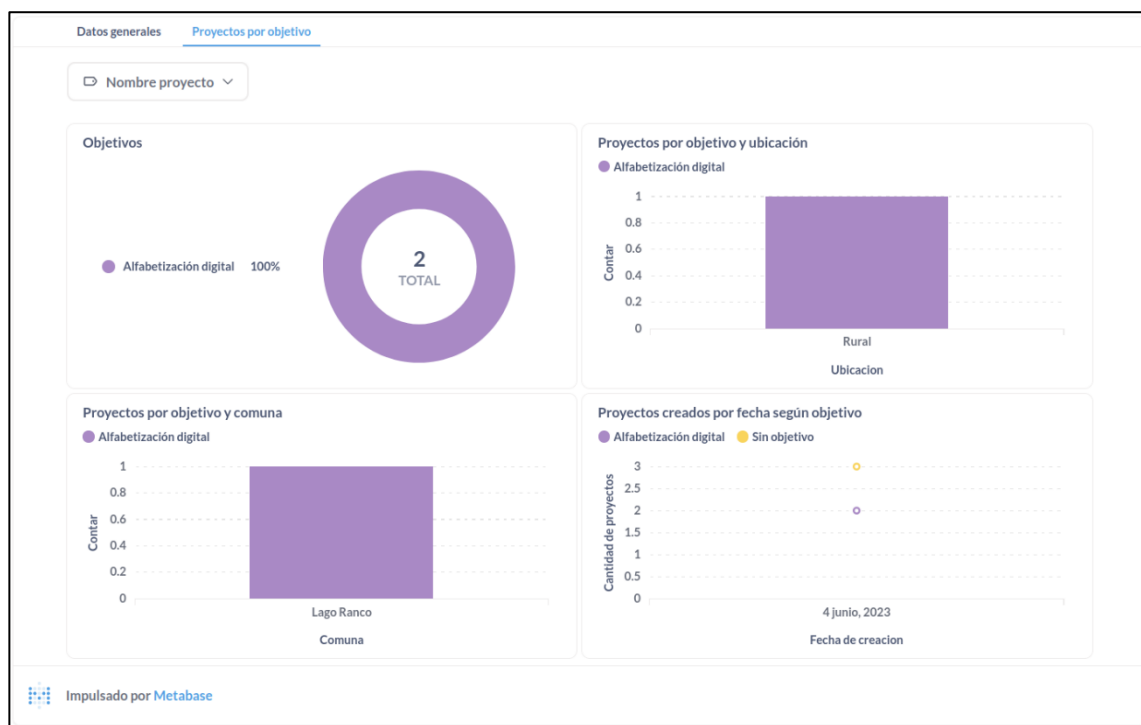 Datos generales Proyectos por objetivo
Nombre proyecto
Objetivos
Alfabetización digital 100%
2
TOTAL
Proyectos por objetivo y ubicación
Alfabetización digital
Contar
1
0.8
0.6
0.4
0.2
0
Rural
Ubicacion
Proyectos por objetivo y comuna
Alfabetización digital
Contar
1
0.8
0.6
0.4
0.2
0
Lago Ranco
Comuna
Proyectos creados por fecha según objetivo
Alfabetización digital Sin objetivo
Cantidad de proyectos
3
2.5
2
1.5
1
0.5
0
4 junio, 2023
Fecha de creacion
Impulsado por Metabase